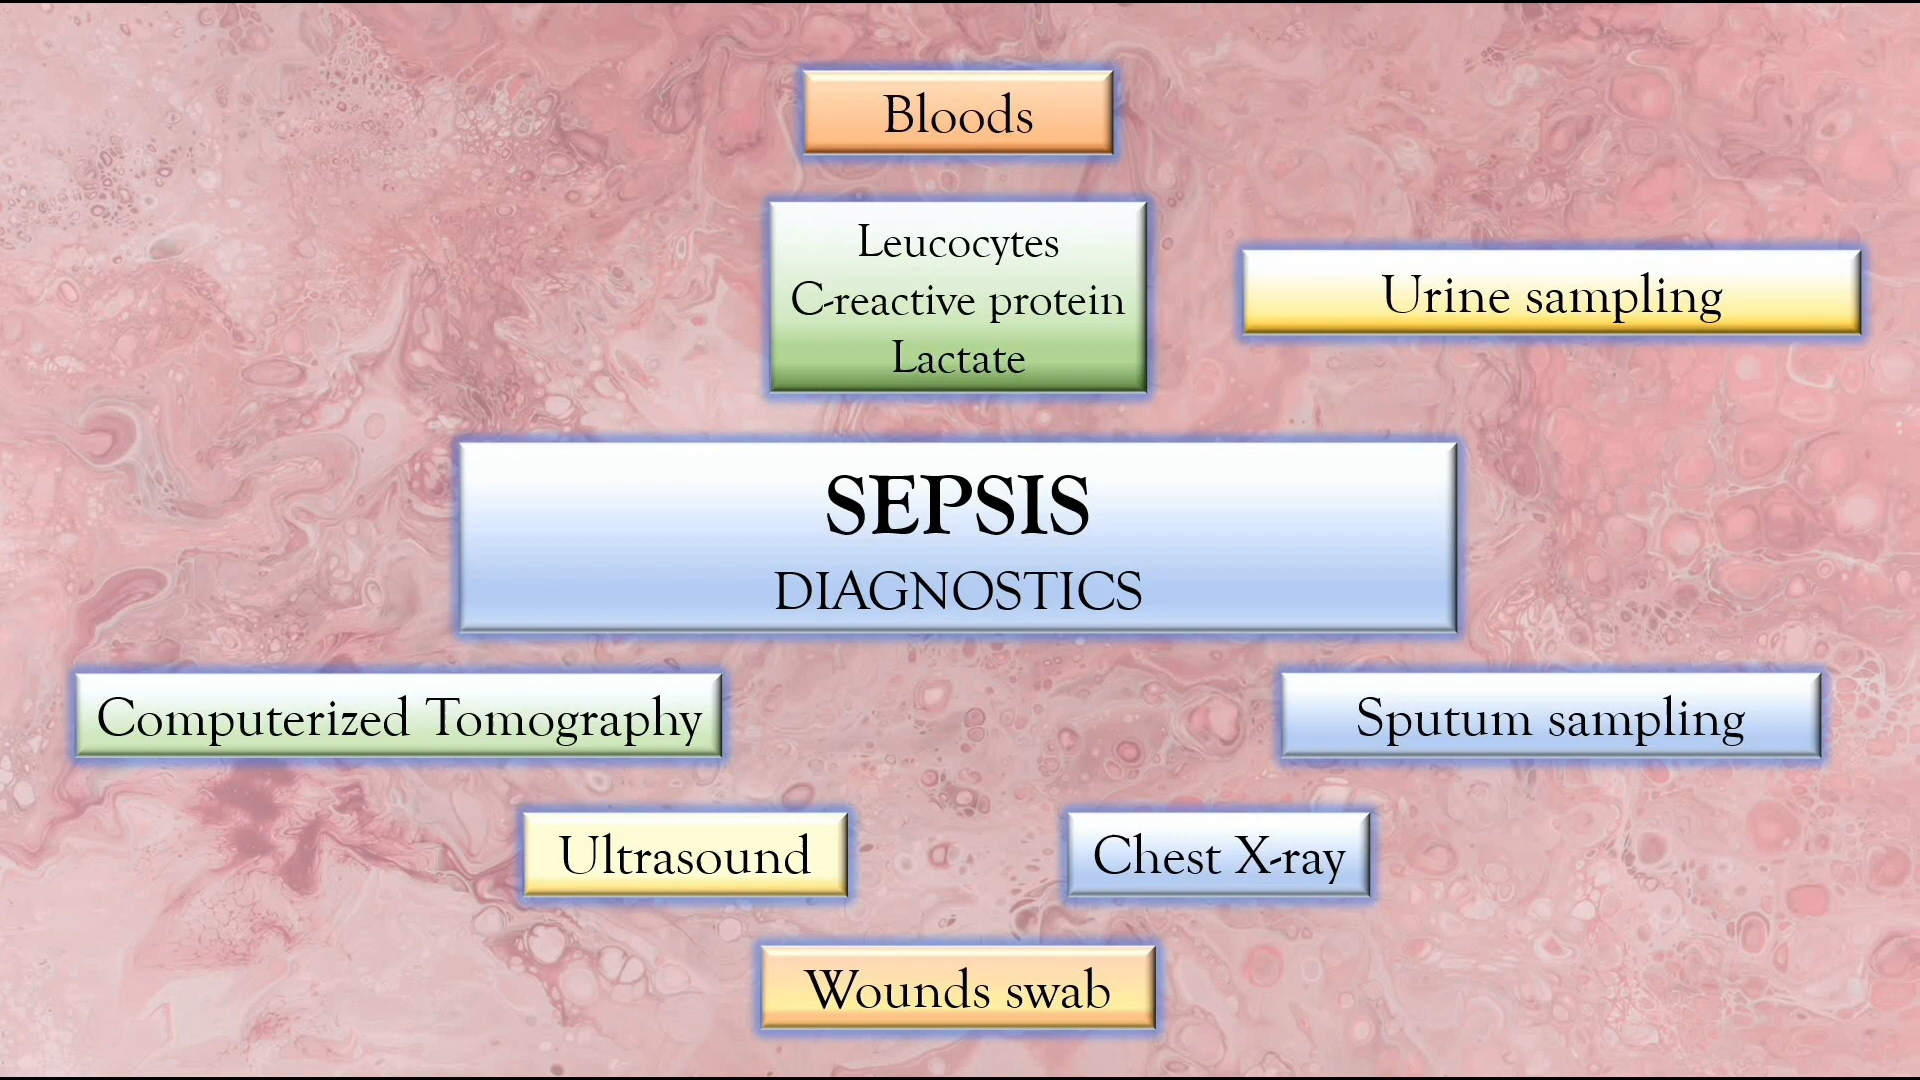 Bloods
Leucocytes
C-reactive protein
Lactate
Urine sampling
SEPSIS
DIAGNOSTICS
Computerized Tomography
Sputum sampling
Ultrasound
Chest X-ray
Wounds swab